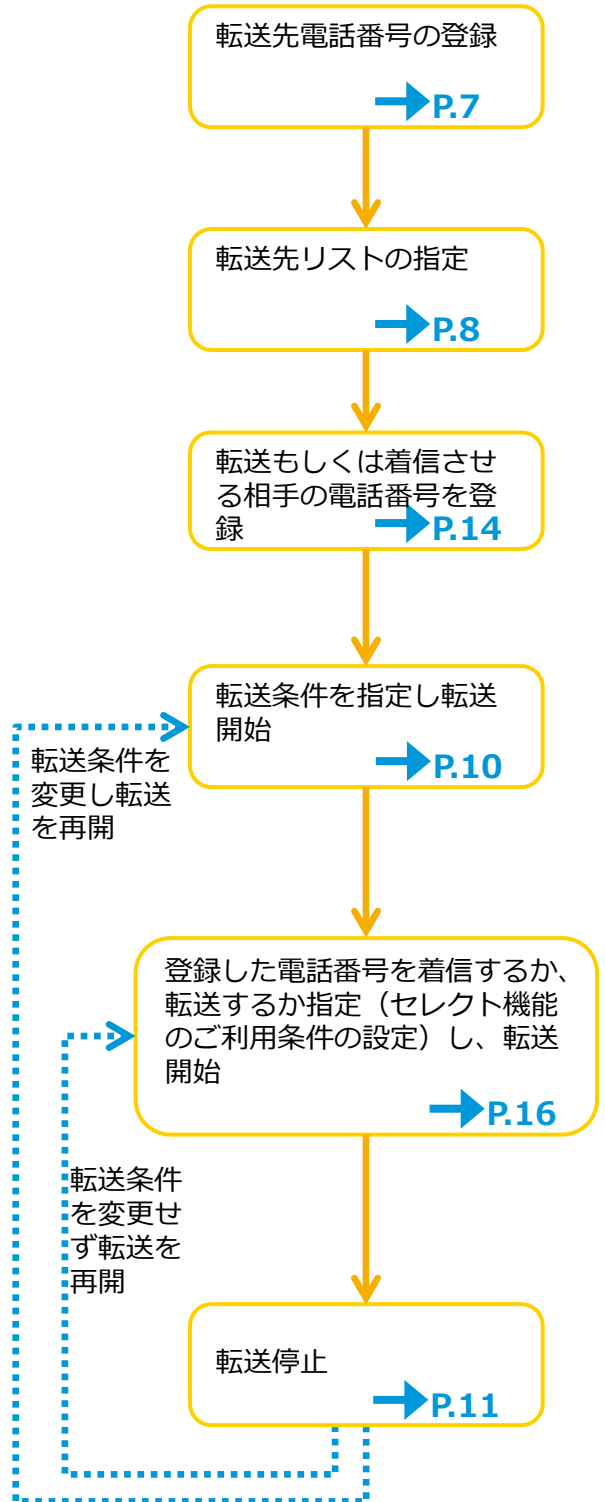 転送先電話番号の登録
P.7
転送先リストの指定
P.8
転送もしくは着信させ
る相手の電話番号を登
録
P.14
転送条件を指定し転送
開始
P.10
転送条件を
変更し転送
を再開
登録した電話番号を着信するか、
転送するか指定（セレクト機能
のご利用条件の設定）し、転送
開始
P.16
転送条件
を変更せ
ず転送を
再開
転送停止
P.11